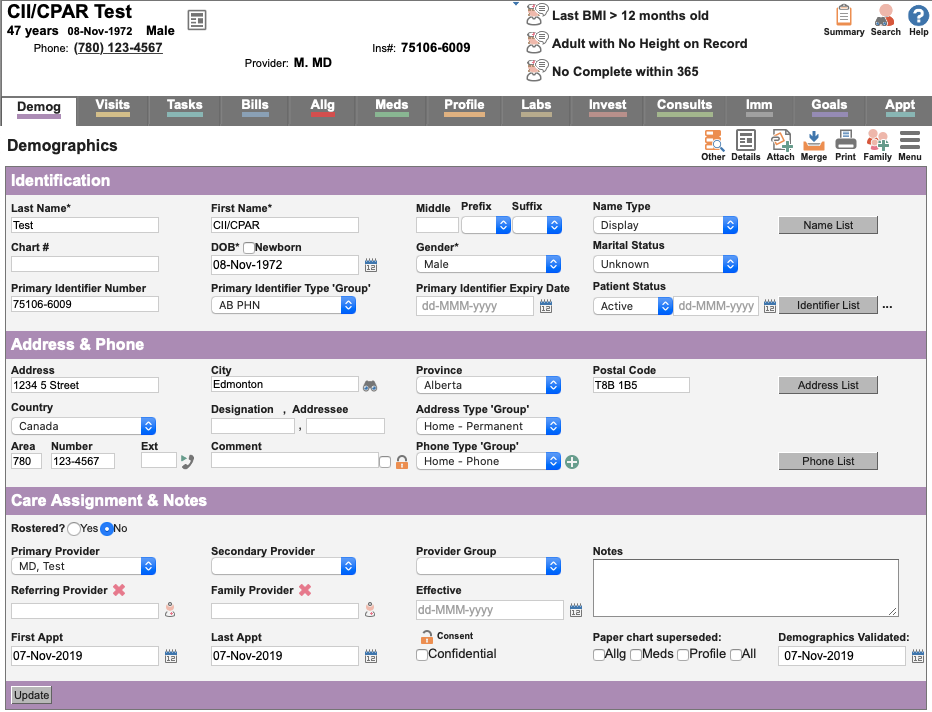 CII/CPAR Test
47 years 08-Nov-1972 Male
Phone: (780) 123-4567
Ins#: 75106-6009
Provider: M. MD
Last BMI > 12 months old
Adult with No Height on Record
No Complete within 365
Summary Search Help
Demog Visits Tasks Bills Allg Meds Profile Labs Invest Consults Imm Goals Appt
Demographics
Other Details Attach Merge Print Family Menu
Identification
Last Name* First Name* Middle Prefix Suffix Name Type
Test CII/CPAR Display Name List
Chart # DOB* Newborn Gender* Marital Status
08-Nov-1972 Male Unknown
Primary Identifier Number Primary Identifier Type 'Group' Primary Identifier Expiry Date Patient Status
75106-6009 AB PHN dd-MMM-yyyy Active dd-MMM-yyyy Identifier List ...
Address & Phone
Address City Province Postal Code
1234 5 Street Edmonton Alberta T8B 1B5 Address List
Country Designation , Addressee Address Type 'Group'
Canada , Home - Permanent
Area Number Ext Comment Phone Type 'Group'
780 123-4567 Home - Phone Phone List
Care Assignment & Notes
Rostered? Yes No
Primary Provider Secondary Provider Provider Group Notes
MD, Test
Referring Provider Family Provider Effective
dd-MMM-yyyy
First Appt Last Appt Consent Paper chart superseded: Demographics Validated:
07-Nov-2019 07-Nov-2019 Confidential Allg Meds Profile All 07-Nov-2019
Update